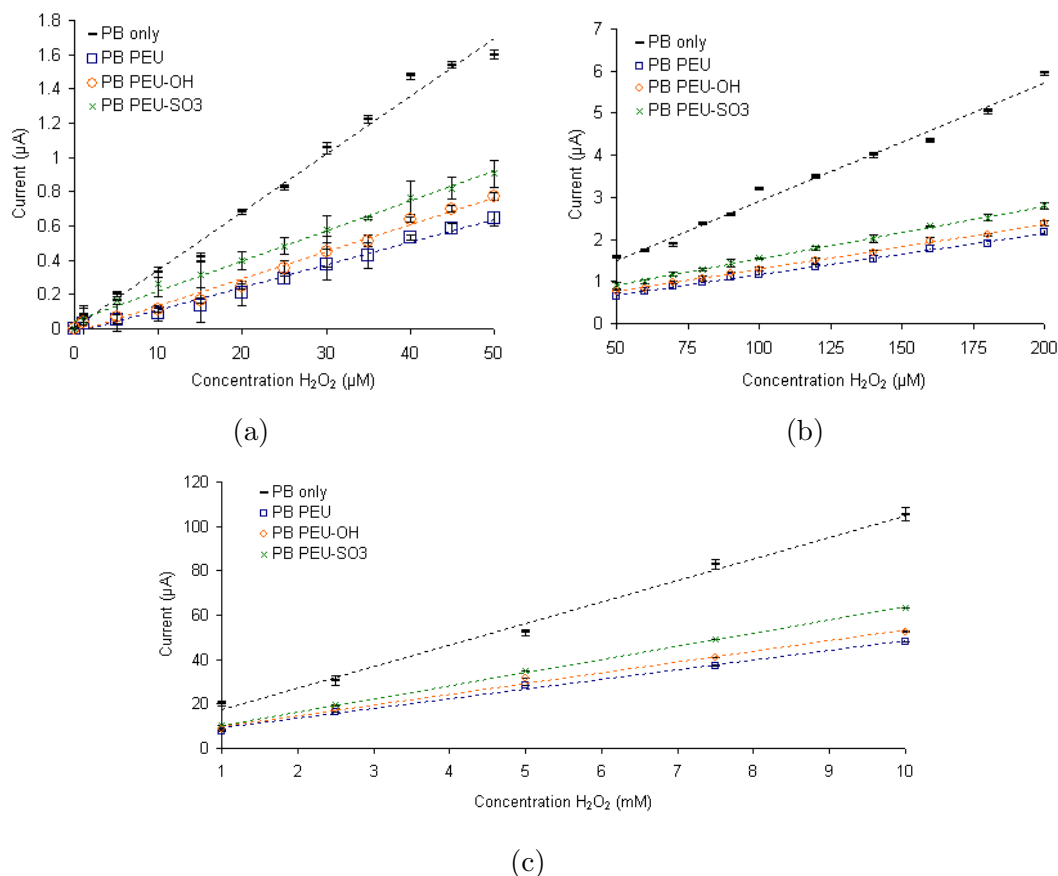 PB only
PB PEU
PB PEU-OH
PB PEU-SO3
Current (µA)
1.8
1.6
1.4
1.2
1.0
0.8
0.6
0.4
0.2
0
0 10 20 30 40 50
Concentration H₂O₂ (µM)
(a)
PB only
PB PEU
PB PEU-OH
PB PEU-SO3
Current (µA)
7
6
5
4
3
2
1
0
50 75 100 125 150 175 200
Concentration H₂O₂ (µM)
(b)
PB only
PB PEU
PB PEU-OH
PB PEU-SO3
Current (µA)
120
100
80
60
40
20
0
1 2 3 4 5 6 7 8 9 10
Concentration H₂O₂ (mM)
(c)